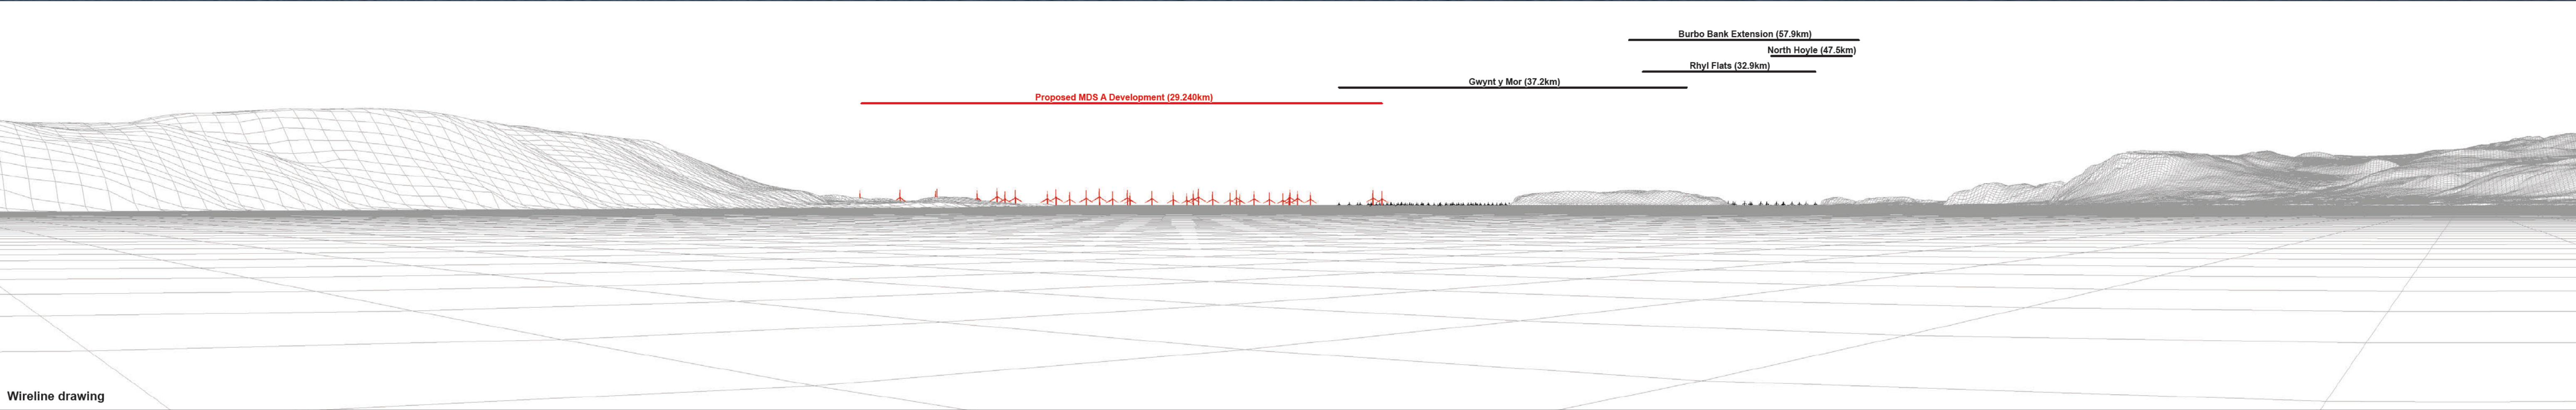 Burbo Bank Extension (57.9km)
North Hoyle (47.5km)
Rhyl Flats (32.9km)
Gwynt y Mor (37.2km)
Proposed MDS A Development (29.240km)
Wireline drawing